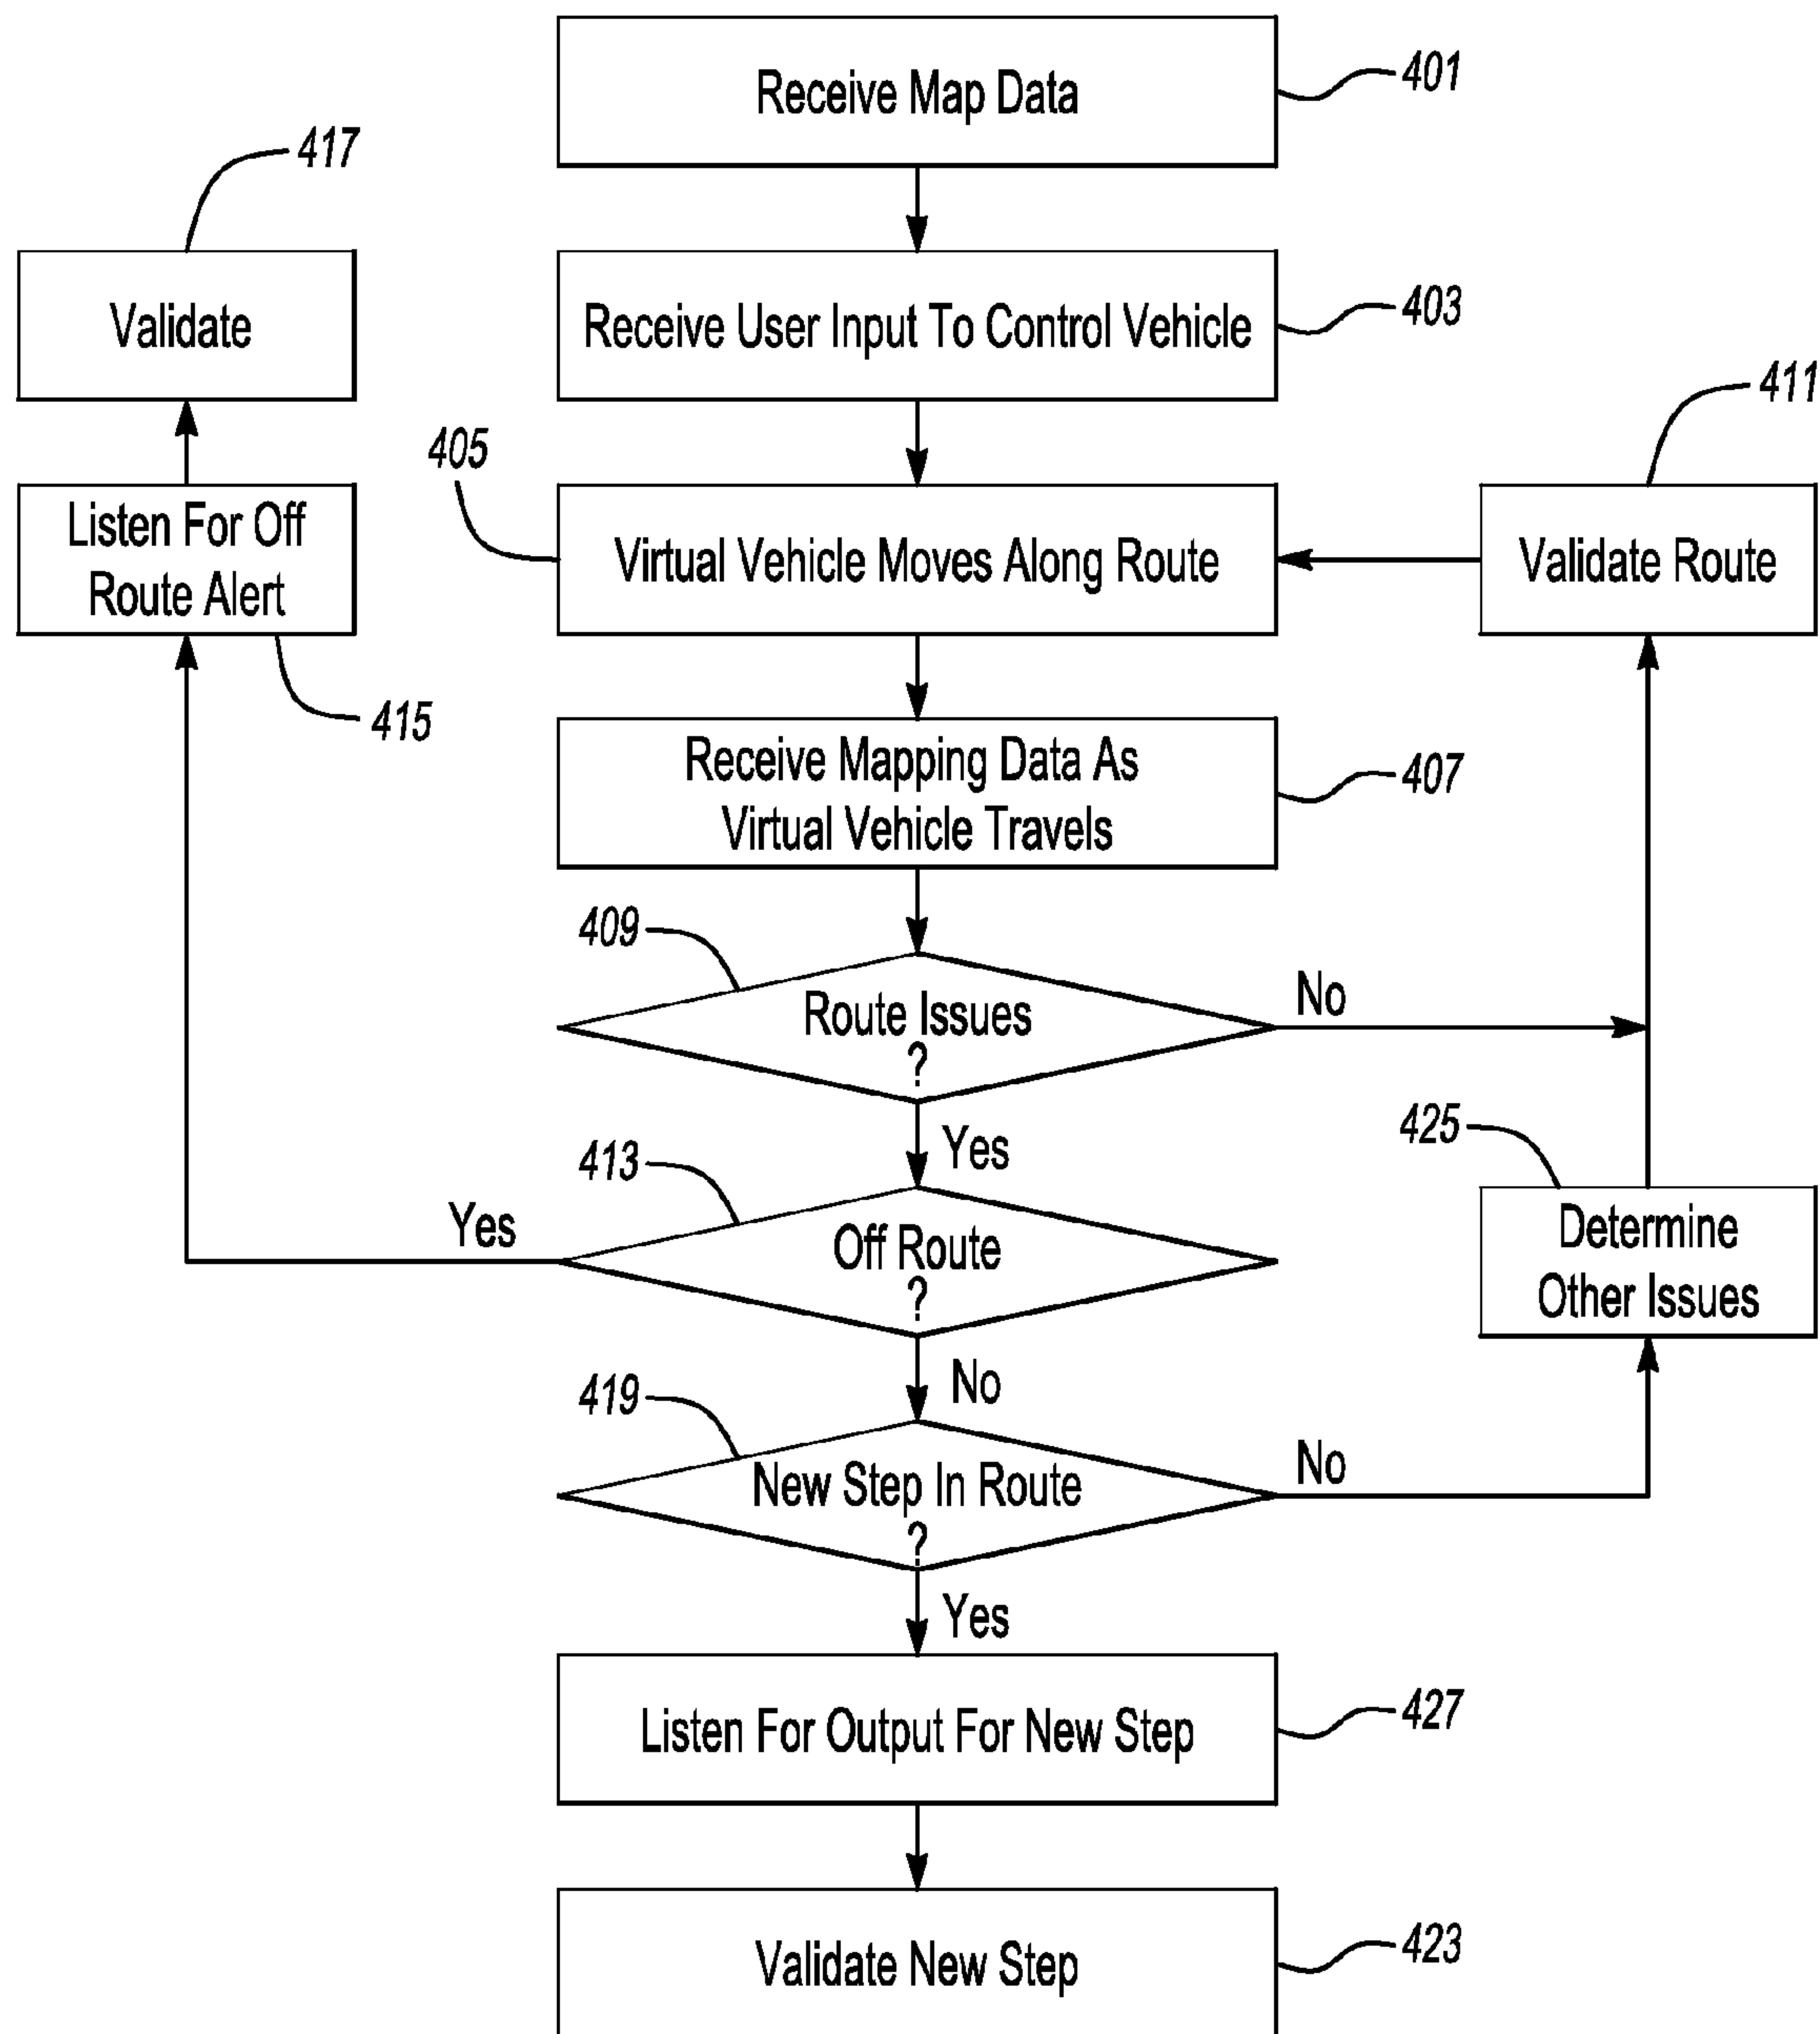 Receive Map Data
401
417
Validate
Receive User Input To Control Vehicle
403
411
405
Listen For Off
Route Alert
Virtual Vehicle Moves Along Route
Validate Route
415
Receive Mapping Data As
Virtual Vehicle Travels
407
409
Route Issues
?
No
Yes
425
413
Yes
Off Route
?
Determine
Other Issues
No
419
New Step In Route
?
No
Yes
Listen For Output For New Step
427
Validate New Step
423